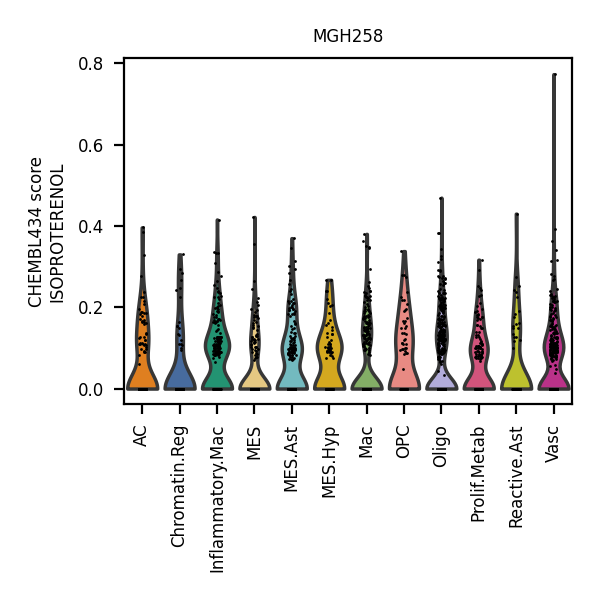 MGH258
CHEMBL434 score
ISOPROTERENOL
0.8
0.6
0.4
0.2
0.0
AC
Chromatin.Reg
Inflammatory.Mac
MES
MES.Ast
MES.Hyp
Mac
OPC
Oligo
Prolif.Metab
Reactive.Ast
Vasc